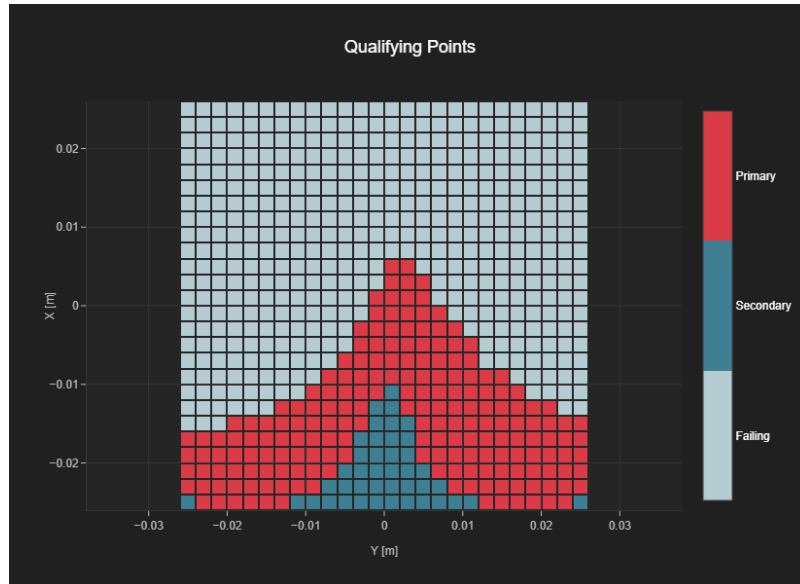 Qualifying Points
0.02
0.01
0
−0.01
−0.02
X [m]
−0.03
−0.02
−0.01
0
0.01
0.02
0.03
Y [m]
Primary
Secondary
Failing